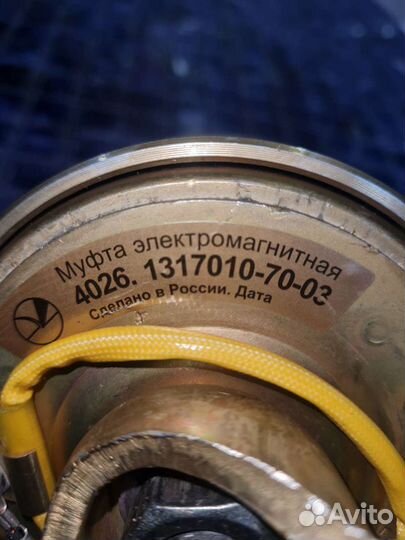 Муфта электромагнитная
4026. 1317010-70-03
Сделано в России. Дата
Avito